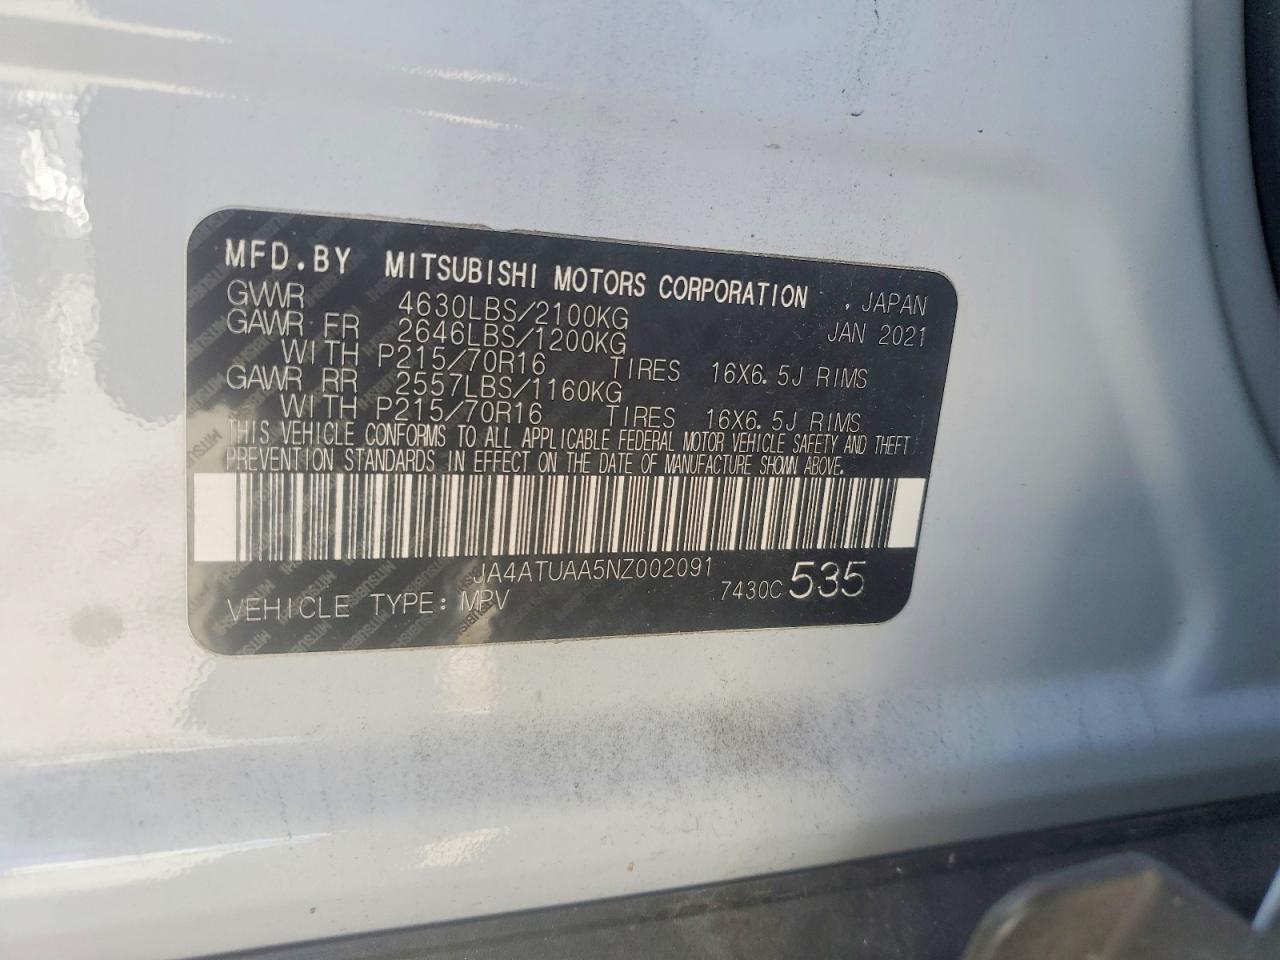 MFD.BY MITSUBISHI MOTORS CORPORATION , JAPAN
GVWR 4630LBS/2100KG JAN 2021
GAWR FR 2646LBS/1200KG
WITH P215/70R16 TIRES 16X6.5J RIMS
GAWR RR 2557LBS/1160KG
WITH P215/70R16 TIRES 16X6.5J RIMS
THIS VEHICLE CONFORMS TO ALL APPLICABLE FEDERAL MOTOR VEHICLE SAFETY AND THEFT
PREVENTION STANDARDS IN EFFECT ON THE DATE OF MANUFACTURE SHOWN ABOVE.
JA4ATUAA5NZ002091
7430C 535
VEHICLE TYPE: MPV